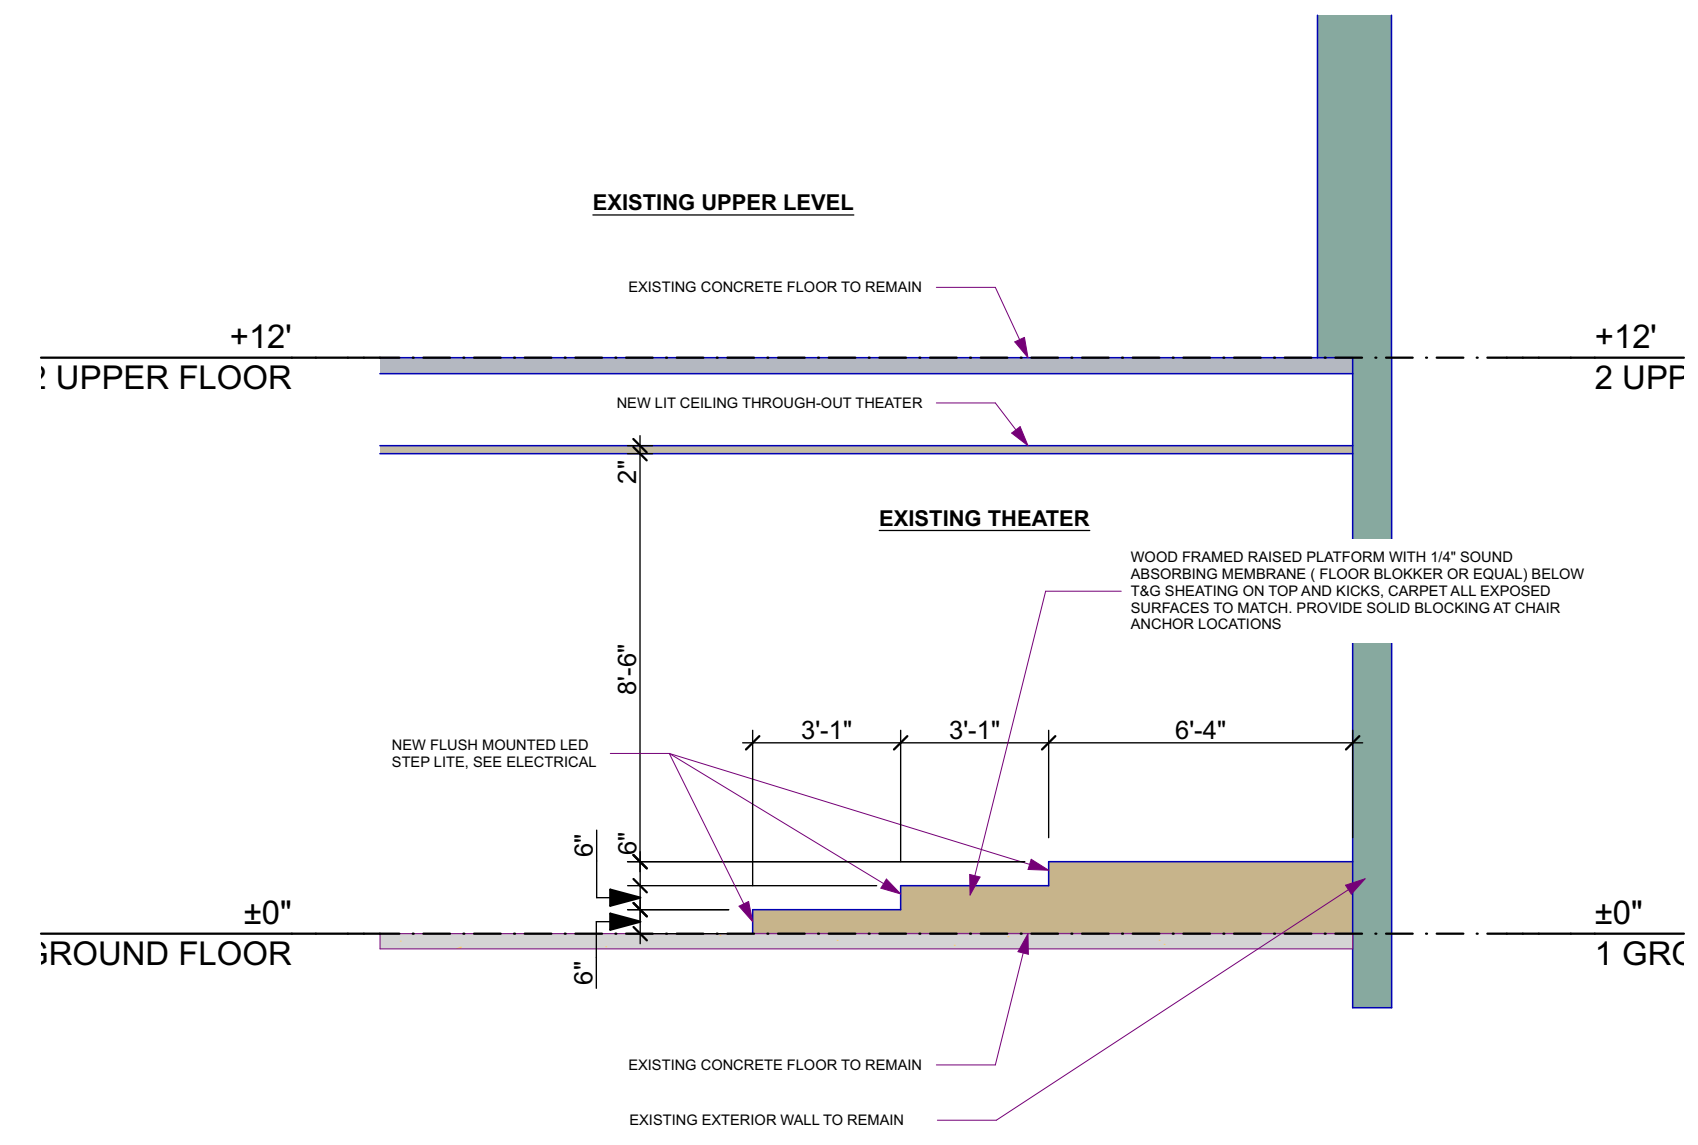 EXISTING UPPER LEVEL
EXISTING CONCRETE FLOOR TO REMAIN
+12'
+12'
2 UPPER FLOOR
2 UPP
NEW LIT CEILING THROUGH-OUT THEATER
2"
EXISTING THEATER
WOOD FRAMED RAISED PLATFORM WITH 1/4" SOUND
ABSORBING MEMBRANE ( FLOOR BLOKKER OR EQUAL) BELOW
T&G SHEATING ON TOP AND KICKS, CARPET ALL EXPOSED
SURFACES TO MATCH. PROVIDE SOLID BLOCKING AT CHAIR
ANCHOR LOCATIONS
8'-6"
3'-1"
3'-1"
6'-4"
NEW FLUSH MOUNTED LED
STEP LITE, SEE ELECTRICAL
6"
6"
±0"
±0"
GROUND FLOOR
1 GRO
6"
EXISTING CONCRETE FLOOR TO REMAIN
EXISTING EXTERIOR WALL TO REMAIN